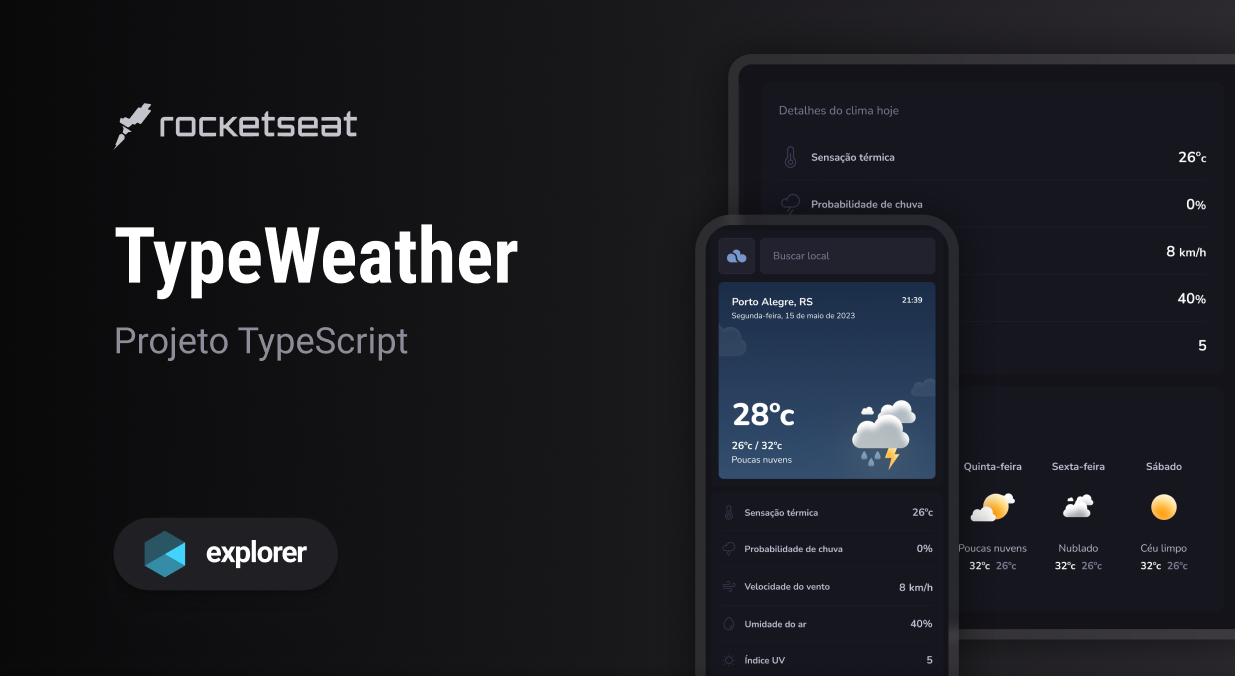 rocketseat
TypeWeather
Projeto TypeScript
explorer
Detalhes do clima hoje
Sensação térmica 26ºc
Probabilidade de chuva 0%
8 km/h
40%
5
Quinta-feira Sexta-feira Sábado
Poucas nuvens Nublado Céu limpo
32ºc 26ºc 32ºc 26ºc 32ºc 26ºc
Buscar local
Porto Alegre, RS 21:39
Segunda-feira, 15 de maio de 2023
28ºc
26ºc / 32ºc
Poucas nuvens
Sensação térmica 26ºc
Probabilidade de chuva 0%
Velocidade do vento 8 km/h
Umidade do ar 40%
Índice UV 5